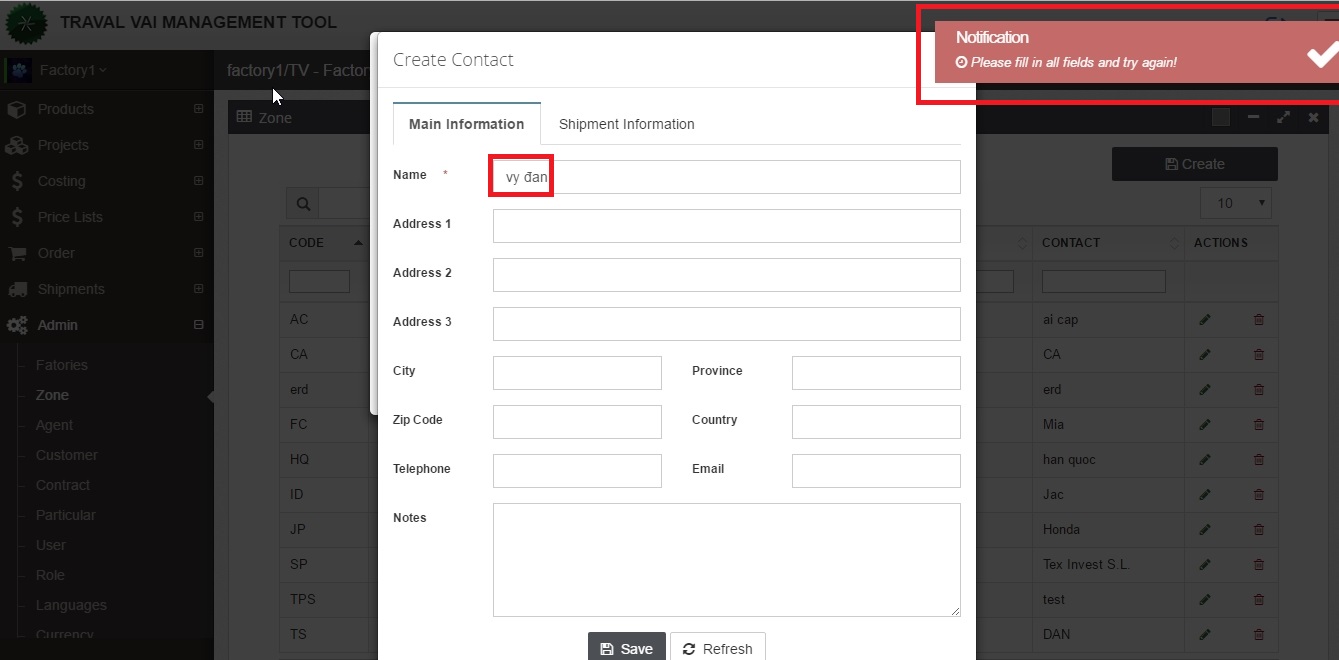 TRAVAL VAI MANAGEMENT TOOL
Factory1
Products
Projects
Costing
Price Lists
Order
Shipments
Admin
Fatories
Zone
Agent
Customer
Contract
Particular
User
Role
Languages
Currency
factory1/TV - Factor
Zone
Create
10
CODE
CONTACT
ACTIONS
AC ai cap
CA CA
erd erd
FC Mia
HQ han quoc
ID Jac
JP Honda
SP Tex Invest S.L.
TPS test
TS DAN
Create Contact
Main Information
Shipment Information
Name *
vy đan
Address 1
Address 2
Address 3
City
Province
Zip Code
Country
Telephone
Email
Notes
Save
Refresh
Notification
Please fill in all fields and try again!